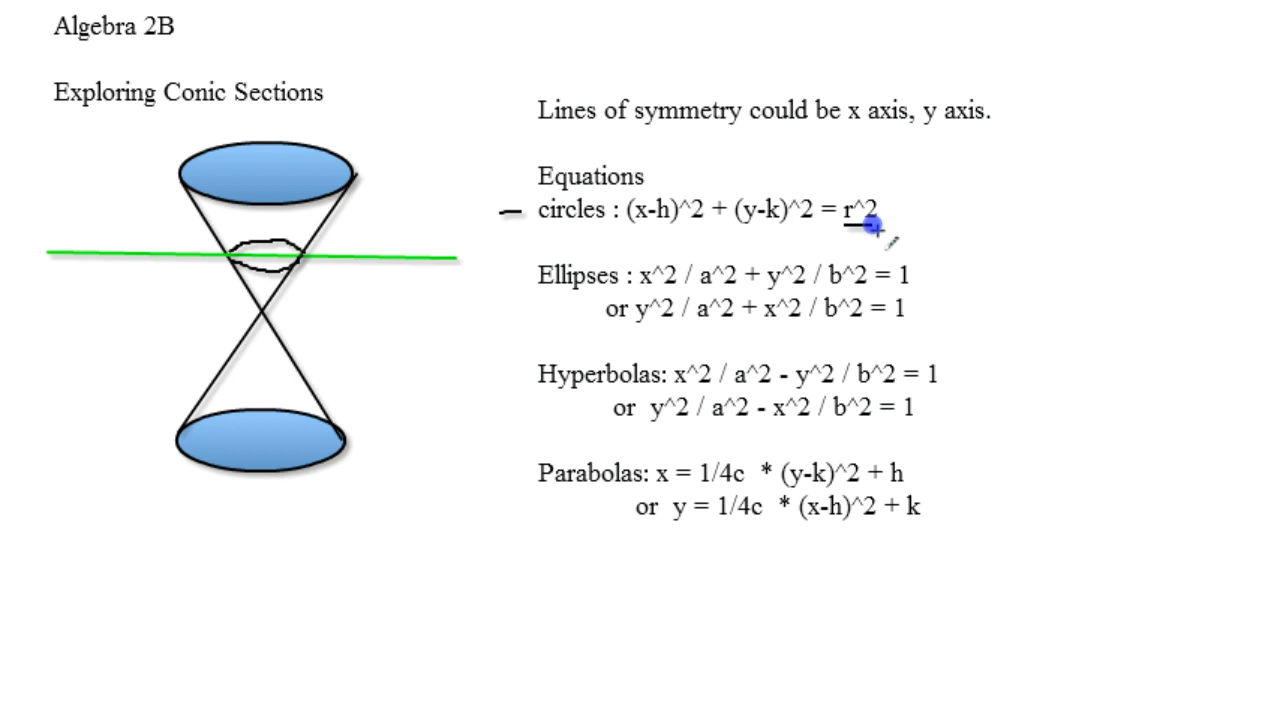 Algebra 2B
Exploring Conic Sections
Lines of symmetry could be x axis, y axis.
Equations
circles : (x-h)^2 + (y-k)^2 = r^2
Ellipses : x^2 / a^2 + y^2 / b^2 = 1
or y^2 / a^2 + x^2 / b^2 = 1
Hyperbolas: x^2 / a^2 - y^2 / b^2 = 1
or y^2 / a^2 - x^2 / b^2 = 1
Parabolas: x = 1/4c * (y-k)^2 + h
or y = 1/4c * (x-h)^2 + k